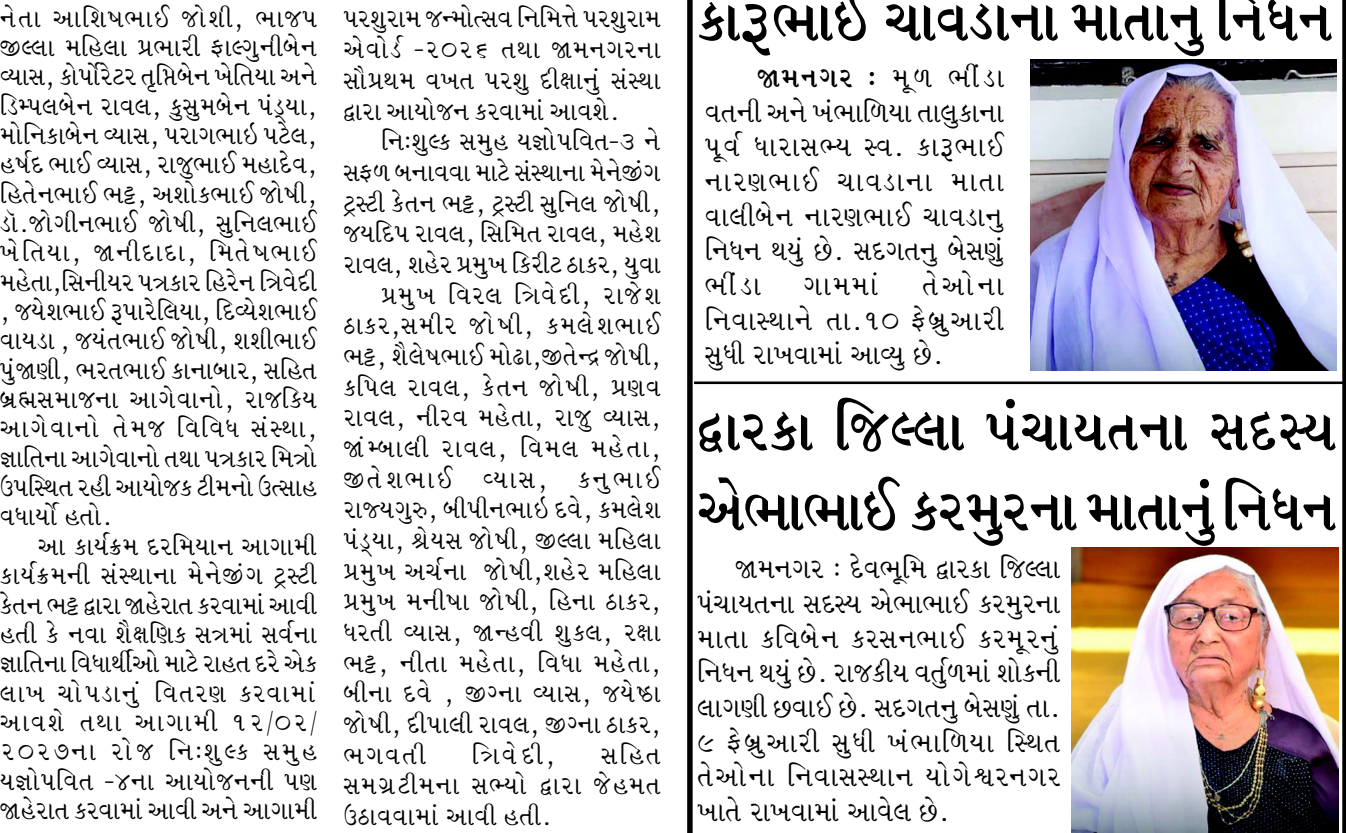 નેતા આશિષભાઈ જોશી, ભાજપ
જીલ્લા મહિલા પ્રભારી ફાલ્ગુનીબેન
વ્યાસ, કોર્પોરેટર તૃપ્તિબેન ખેતિયા અને
ડિમ્પલબેન રાવલ, કુસુમબેન પંડ્યા,
મોનિકાબેન વ્યાસ, પરાગભાઇ પટેલ,
હર્ષદ ભાઈ વ્યાસ, રાજુભાઈ મહાદેવ,
હિતેનભાઈ ભટ્ટ, અશોકભાઈ જોષી,
ડૉ.જોગીનભાઈ જોષી, સુનિલભાઈ
ખેતિયા, જાનીદાદા, મિતેષભાઈ
મહેતા,સિનીયર પત્રકાર હિરેન ત્રિવેદી
, જયેશભાઈ રૂપારેલિયા, દિવ્યેશભાઈ
વાયડા , જયંતભાઈ જોષી, શશીભાઈ
પુંજાણી, ભરતભાઈ કાનાબાર, સહિત
બ્રહ્મસમાજના આગેવાનો, રાજકિય
આગેવાનો તેમજ વિવિધ સંસ્થા,
જ્ઞાતિના આગેવાનો તથા પત્રકાર મિત્રો
ઉપસ્થિત રહી આયોજક ટીમનો ઉત્સાહ
વધાર્યો હતો.
આ કાર્યક્રમ દરમિયાન આગામી
કાર્યક્રમની સંસ્થાના મેનેજીંગ ટ્રસ્ટી
કેતન ભટ્ટ દ્વારા જાહેરાત કરવામાં આવી
હતી કે નવા શૈક્ષણિક સત્રમાં સર્વના
જ્ઞાતિના વિધાર્થીઓ માટે રાહત દરે એક
લાખ ચોપડાનું વિતરણ કરવામાં
આવશે તથા આગામી ૧૨/૦૨/
૨૦૨૭ના રોજ નિઃશુલ્ક સમુહ
યજ્ઞોપવિત -૪ના આયોજનની પણ
જાહેરાત કરવામાં આવી અને આગામી
પરશુરામ જન્મોત્સવ નિમિત્તે પરશુરામ
એવોર્ડ -૨૦૨૬ તથા જામનગરના
સૌપ્રથમ વખત પરશુ દીક્ષાનું સંસ્થા
દ્વારા આયોજન કરવામાં આવશે.
નિઃશુલ્ક સમુહ યજ્ઞોપવિત-૩ ને
સફળ બનાવવા માટે સંસ્થાના મેનેજીંગ
ટ્રસ્ટી કેતન ભટ્ટ, ટ્રસ્ટી સુનિલ જોષી,
જયદિપ રાવલ, સિમિત રાવલ, મહેશ
રાવલ, શહેર પ્રમુખ કિરીટ ઠાકર, યુવા
પ્રમુખ વિરલ ત્રિવેદી, રાજેશ
ઠાકર,સમીર જોષી, કમલેશભાઈ
ભટ્ટ, શૈલેષભાઈ મોઢા,જીતેન્દ્ર જોષી,
કપિલ રાવલ, કેતન જોષી, પ્રણવ
રાવલ, નીરવ મહેતા, રાજુ વ્યાસ,
જાંમ્બાલી રાવલ, વિમલ મહેતા,
જીતેશભાઈ વ્યાસ, કનુભાઈ
રાજ્યગુરુ, બીપીનભાઇ દવે, કમલેશ
પંડ્યા, શ્રેયસ જોષી, જીલ્લા મહિલા
પ્રમુખ અર્ચના જોષી,શહેર મહિલા
પ્રમુખ મનીષા જોષી, હિના ઠાકર,
ધરતી વ્યાસ, જાન્હવી શુકલ, રક્ષા
ભટ્ટ, નીતા મહેતા, વિધા મહેતા,
બીના દવે , જીગ્ના વ્યાસ, જયેષ્ઠા
જોષી, દીપાલી રાવલ, જીગ્ના ઠાકર,
ભગવતી ત્રિવેદી, સહિત
સમગ્રટીમના સભ્યો દ્વારા જેહમત
ઉઠાવવામાં આવી હતી.
કારૂભાઈ ચાવડાના માતાનુ નિધન
જામનગર : મૂળ ભીંડા
વતની અને ખંભાળિયા તાલુકાના
પૂર્વ ધારાસભ્ય સ્વ. કારૂભાઈ
નારણભાઈ ચાવડાના માતા
વાલીબેન નારણભાઈ ચાવડાનુ
નિધન થયું છે. સદગતનુ બેસણું
ભીંડા ગામમાં તેઓના
નિવાસ્થાને તા.૧૦ ફેબ્રુઆરી
સુધી રાખવામાં આવ્યુ છે.
દ્વારકા જિલ્લા પંચાયતના સદસ્ય
એભાભાઈ કરમુરના માતાનું નિધન
જામનગર : દેવભૂમિ દ્વારકા જિલ્લા
પંચાયતના સદસ્ય એભાભાઈ કરમુરના
માતા કવિબેન કરસનભાઈ કરમૂરનું
નિધન થયું છે. રાજકીય વર્તુળમાં શોકની
લાગણી છવાઈ છે. સદગતનુ બેસણું તા.
૯ ફેબ્રુઆરી સુધી ખંભાળિયા સ્થિત
તેઓના નિવાસસ્થાન યોગેશ્વરનગર
ખાતે રાખવામાં આવેલ છે.